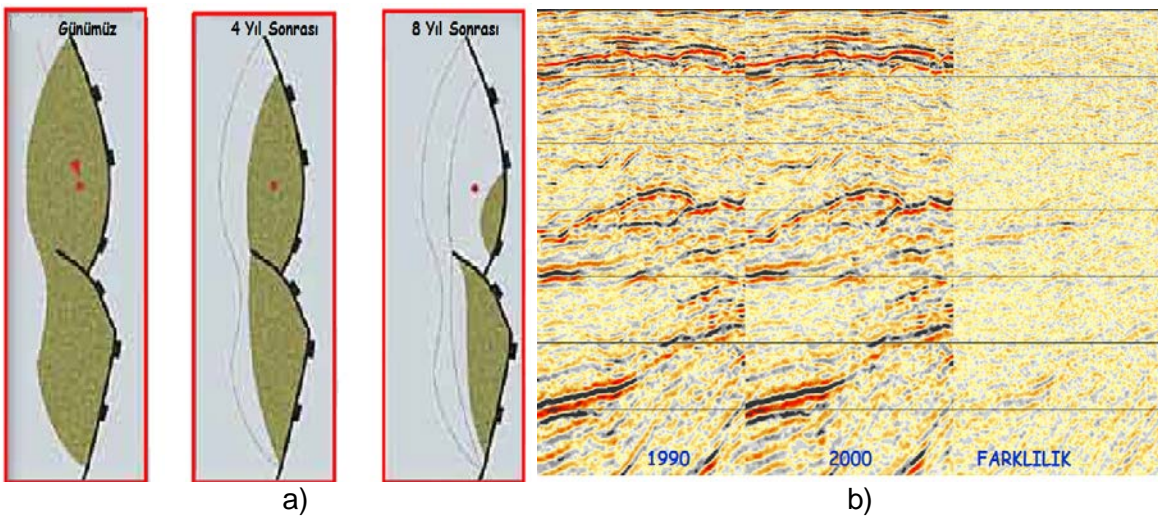 Günümüz
4 Yıl Sonrası
8 Yıl Sonrası
1990
2000
FARKLILIK
a)
b)